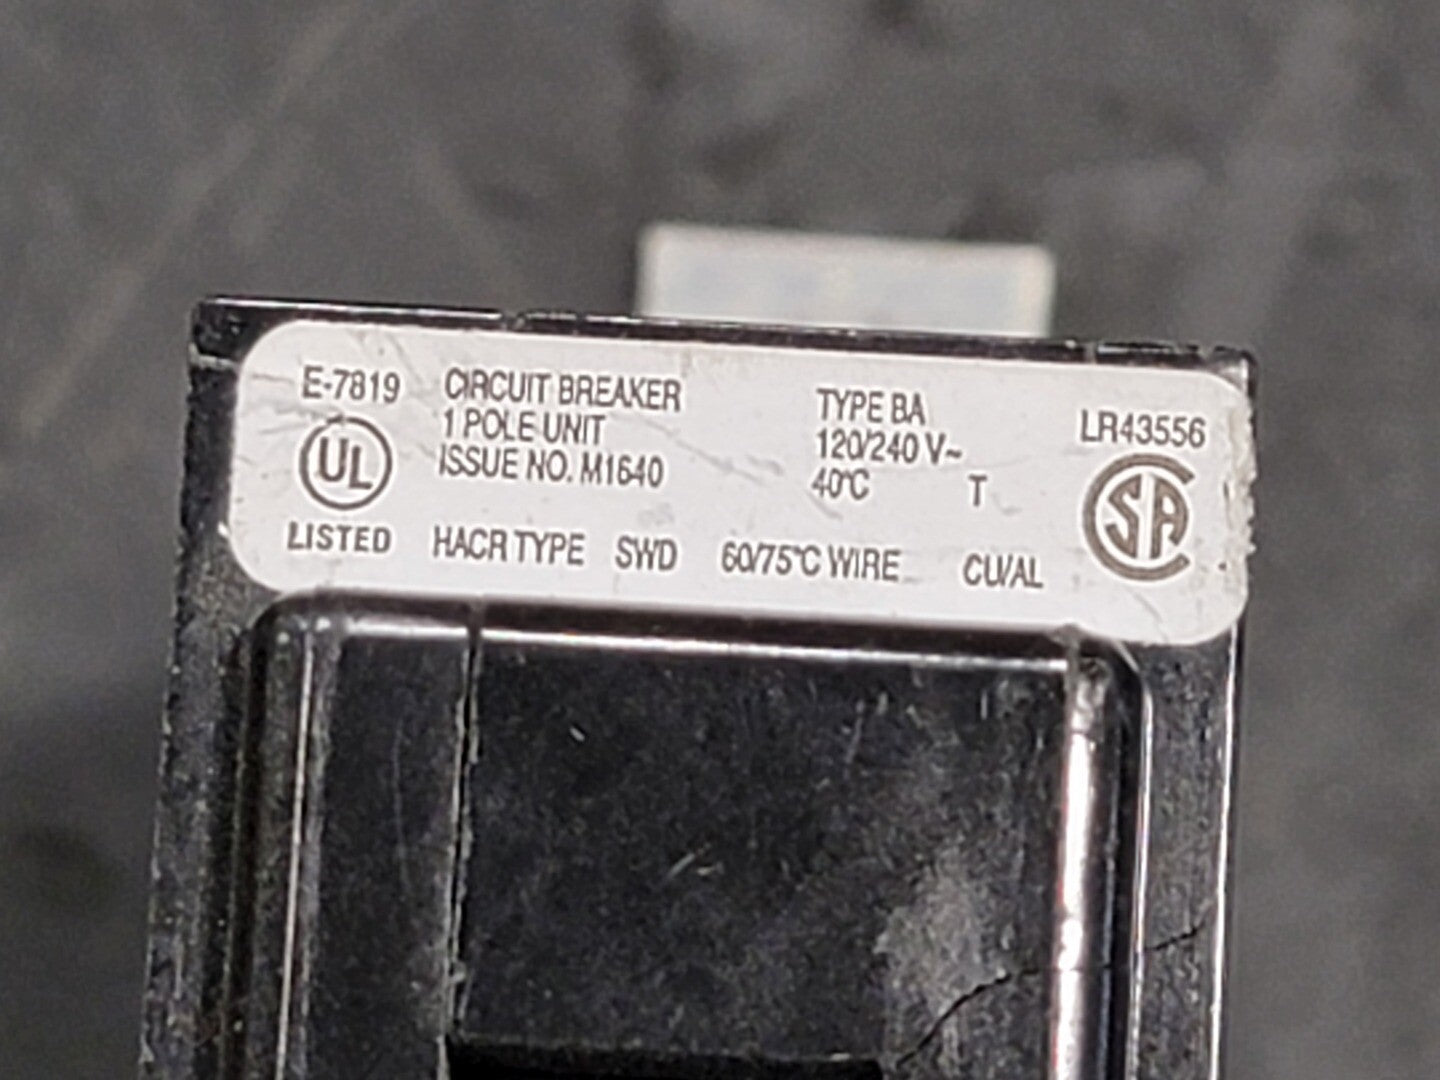 E-7819
UL
LISTED
CIRCUIT BREAKER
1 POLE UNIT
ISSUE NO. M1640
HACR TYPE SWD 60/75°C WIRE CU/AL
TYPE BA
120/240 V~
40°C T
LR43556
SA